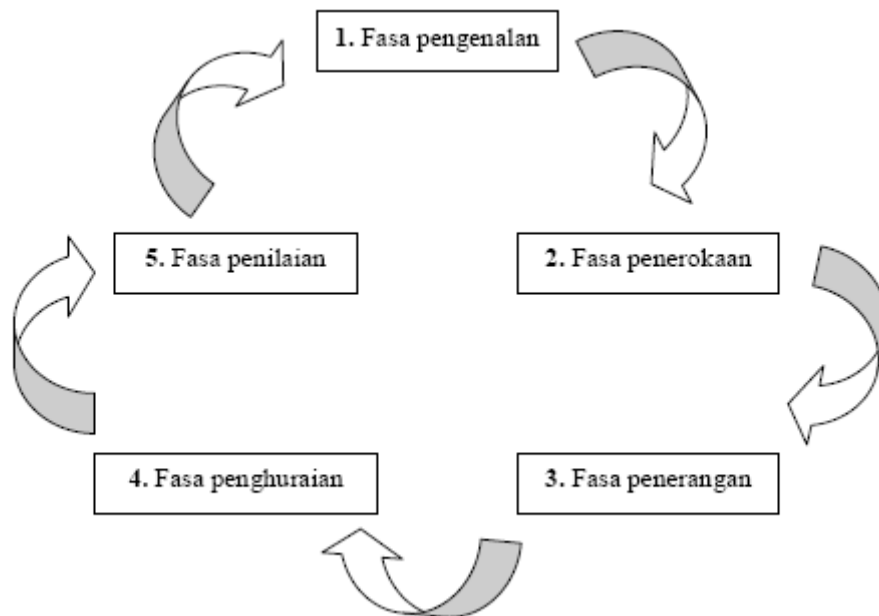 1. Fasa pengenalan
2. Fasa penerokaan
3. Fasa penerangan
4. Fasa penghuraian
5. Fasa penilaian